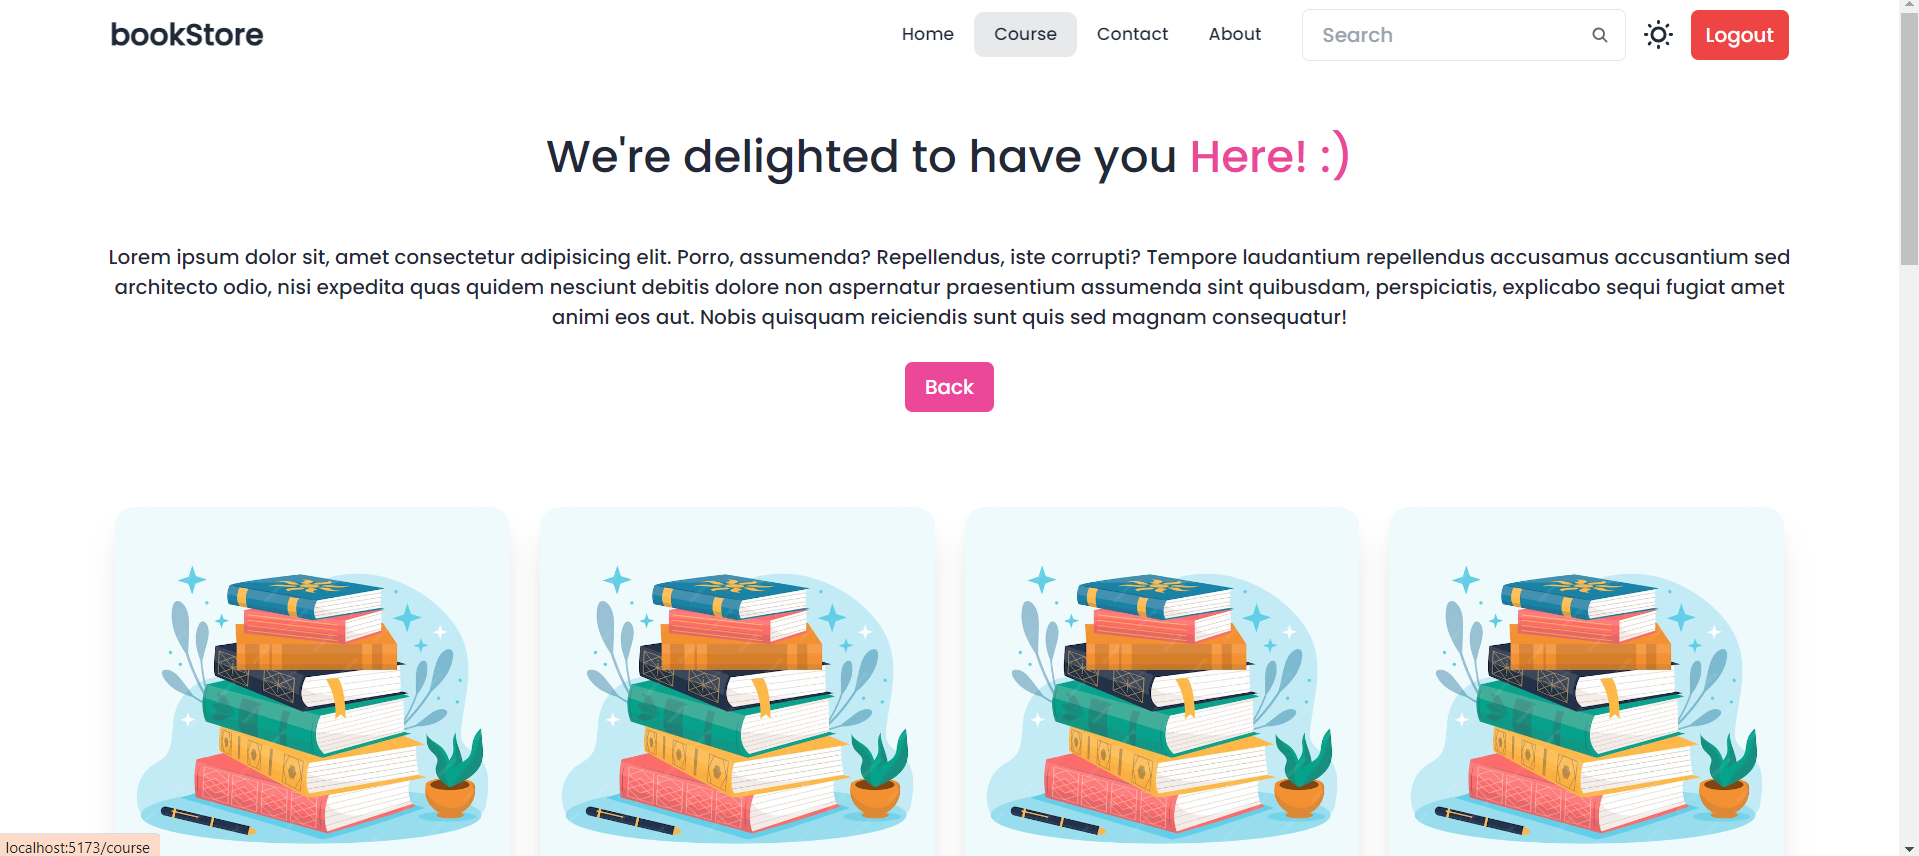 bookStore
Home
Course
Contact
About
Search
Logout
We're delighted to have you Here! :)
Lorem ipsum dolor sit, amet consectetur adipisicing elit. Porro, assumenda? Repellendus, iste corrupti? Tempore laudantium repellendus accusamus accusantium sed
architecto odio, nisi expedita quas quidem nesciunt debitis dolore non aspernatur praesentium assumenda sint quibusdam, perspiciatis, explicabo sequi fugiat amet
animi eos aut. Nobis quisquam reiciendis sunt quis sed magnam consequatur!
Back
localhost:5173/course